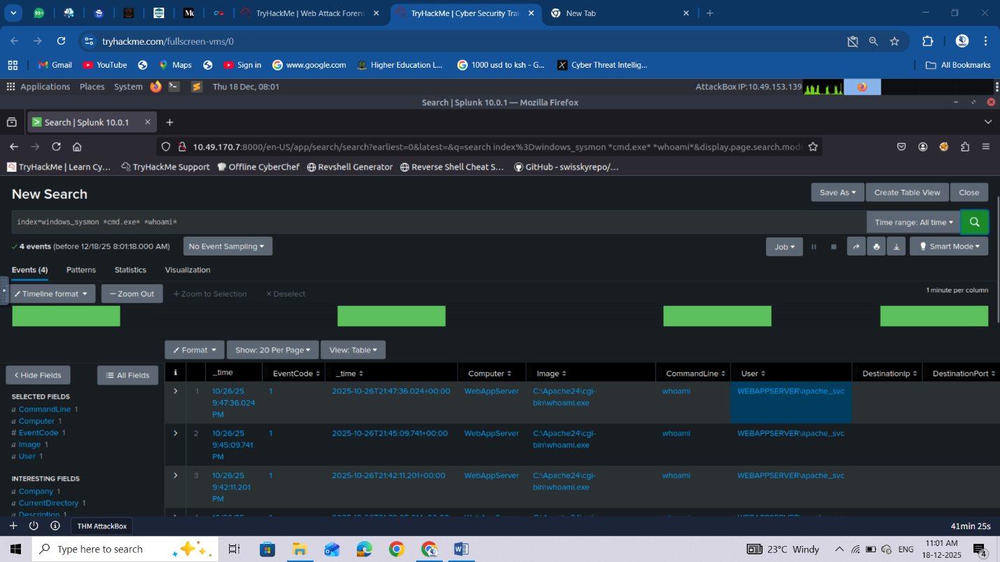 99+
TryHackMe | Web Attack Forens
TryHackMe | Cyber Security Trai
New Tab
tryhackme.com/fullscreen-vms/0
Gmail YouTube Maps Sign in www.google.com Higher Education L... 1000 usd to ksh - G... Cyber Threat Intellig... All Bookmarks
Applications Places System Thu 18 Dec, 08:01 AttackBox IP:10.49.153.139
Search | Splunk 10.0.1 — Mozilla Firefox
Search | Splunk 10.0.1
10.49.170.7:8000/en-US/app/search/search?earliest=0&latest=&q=search index%3Dwindows_sysmon *cmd.exe* *whoami*&display.page.search.mode
TryHackMe | Learn Cy... TryHackMe Support Offline CyberChef Revshell Generator Reverse Shell Cheat S... GitHub - swisskyrepo/...
New Search
Save As Create Table View Close
index=windows_sysmon *cmd.exe* *whoami*
Time range: All time
4 events (before 12/18/25 8:01:18.000 AM) No Event Sampling Job Smart Mode
Events (4) Patterns Statistics Visualization
Timeline format — Zoom Out + Zoom to Selection × Deselect 1 minute per column
Format Show: 20 Per Page View: Table
< Hide Fields All Fields
i _time EventCode _time Computer Image CommandLine User DestinationIp DestinationPort
SELECTED FIELDS
a CommandLine 1
a Computer 1
# EventCode 1
a Image 1
a User 1
INTERESTING FIELDS
a Company 1
a CurrentDirectory 1
a Description 1
1 10/26/25 9:47:36.024 PM 1 2025-10-26T21:47:36.024+00:00 WebAppServer C:\Apache24\cgi-bin\whoami.exe whoami WEBAPPSERVER\apache_svc
2 10/26/25 9:45:09.741 PM 1 2025-10-26T21:45:09.741+00:00 WebAppServer C:\Apache24\cgi-bin\whoami.exe whoami WEBAPPSERVER\apache_svc
3 10/26/25 9:42:11.201 PM 1 2025-10-26T21:42:11.201+00:00 WebAppServer C:\Apache24\cgi-bin\whoami.exe whoami WEBAPPSERVER\apache_svc
THM AttackBox
41min 25s
Type here to search
23°C Windy
ENG
11:01 AM
18-12-2025
4